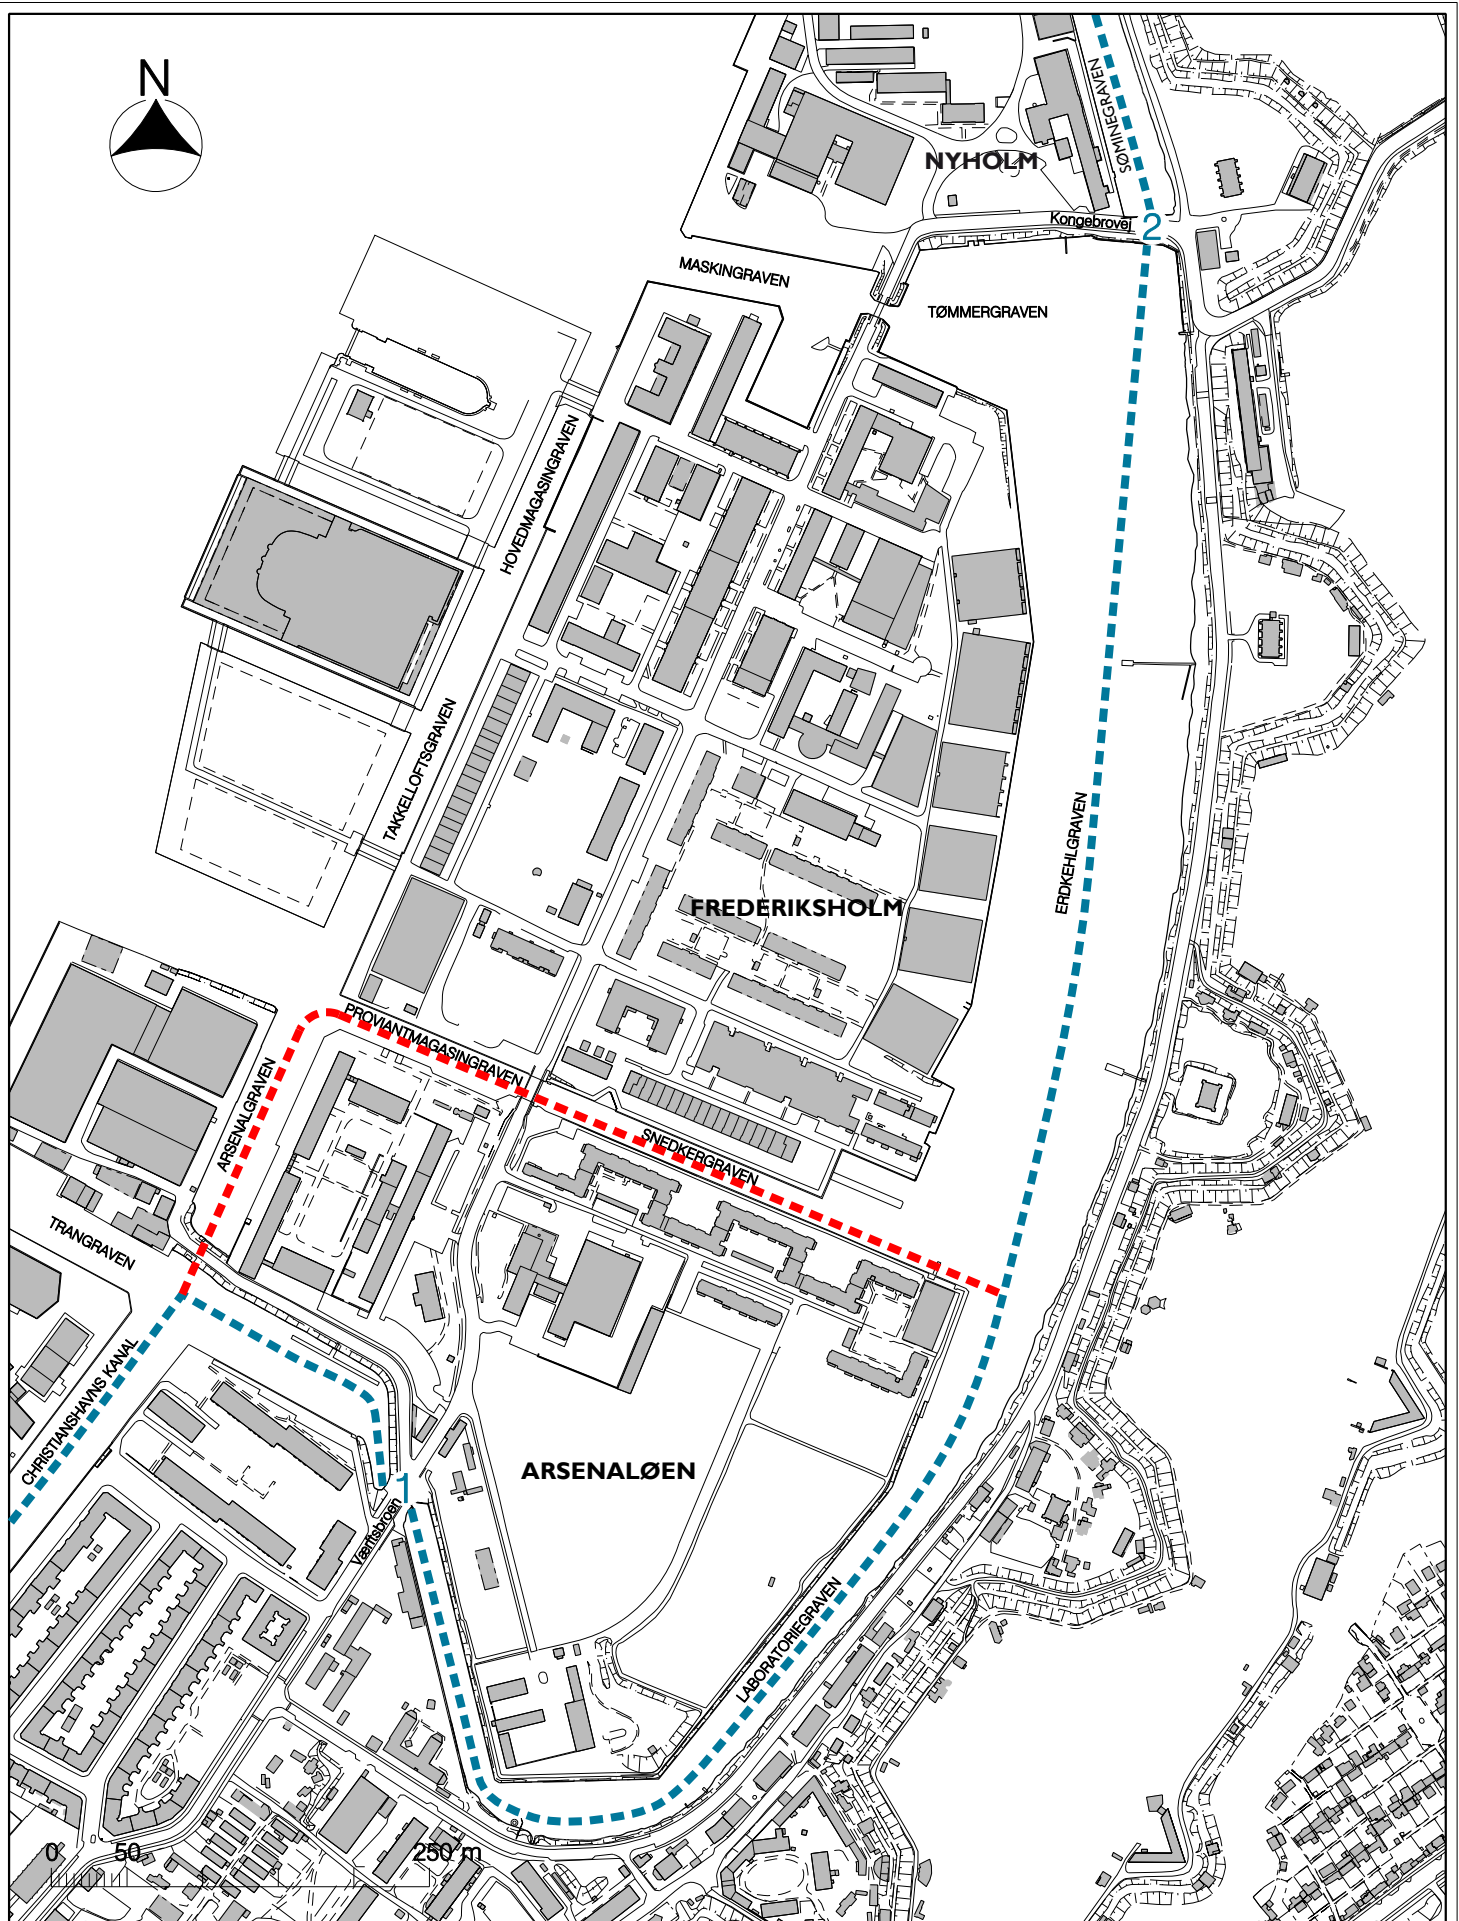 N
SØMINEGRAVEN
NYHOLM
Kongebrovej
2
MASKINGRAVEN
TØMMERGRAVEN
HOVEDMAGASINGRAVEN
TAKKELLOFTSGRAVEN
ERDKEHLGRAVEN
FREDERIKSHOLM
PROVIANTMAGASINGRAVEN
ARSENALGRAVEN
SNEDKERGRAVEN
TRANGRAVEN
CHRISTIANSHAVNS KANAL
ARSENALØEN
1
Værftsbroen
LABORATORIEGRAVEN
0 50 250 m